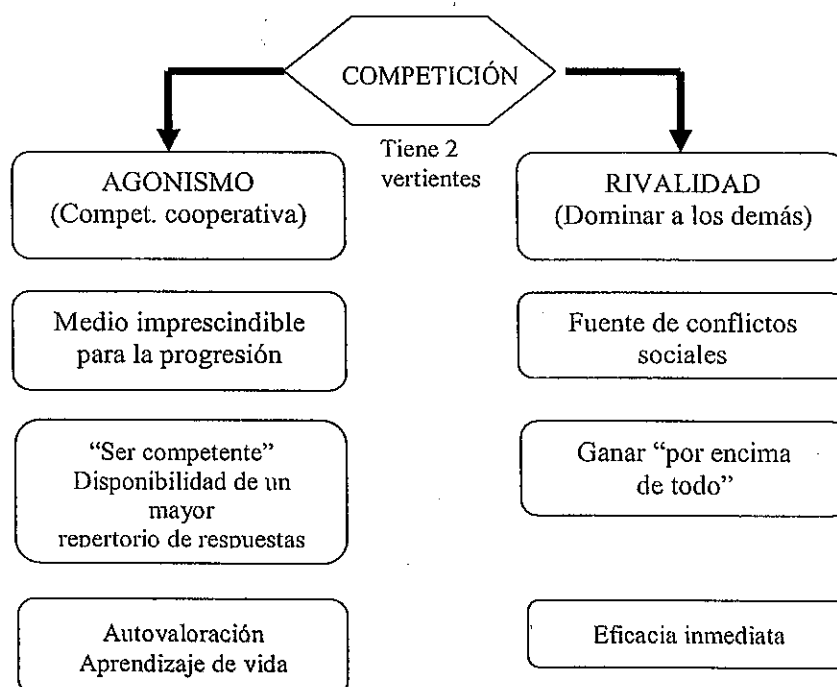 COMPETICIÓN
Tiene 2
vertientes
AGONISMO
(Compet. cooperativa)
RIVALIDAD
(Dominar a los demás)
Medio imprescindible
para la progresión
Fuente de conflictos
sociales
“Ser competente”
Disponibilidad de un
mayor
repertorio de respuestas
Ganar “por encima
de todo”
Autovaloración
Aprendizaje de vida
Eficacia inmediata